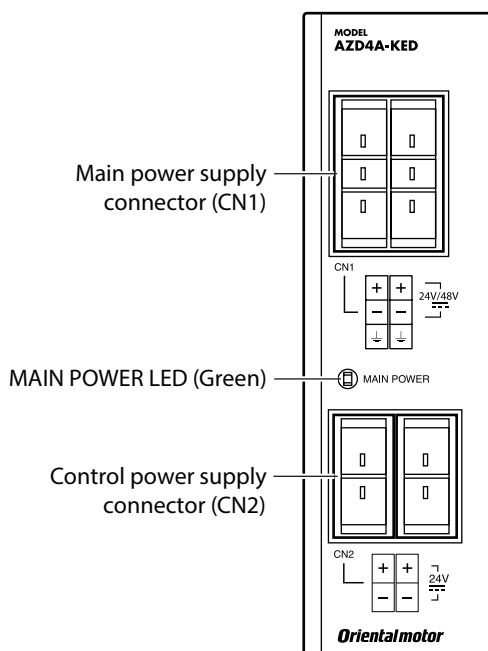 MODEL
AZD4A-KED
Main power supply
connector (CN1)
CN1
+ +
24V/48V
− −
MAIN POWER LED (Green)
MAIN POWER
Control power supply
connector (CN2)
CN2
+ +
24V
− −
Orientalmotor